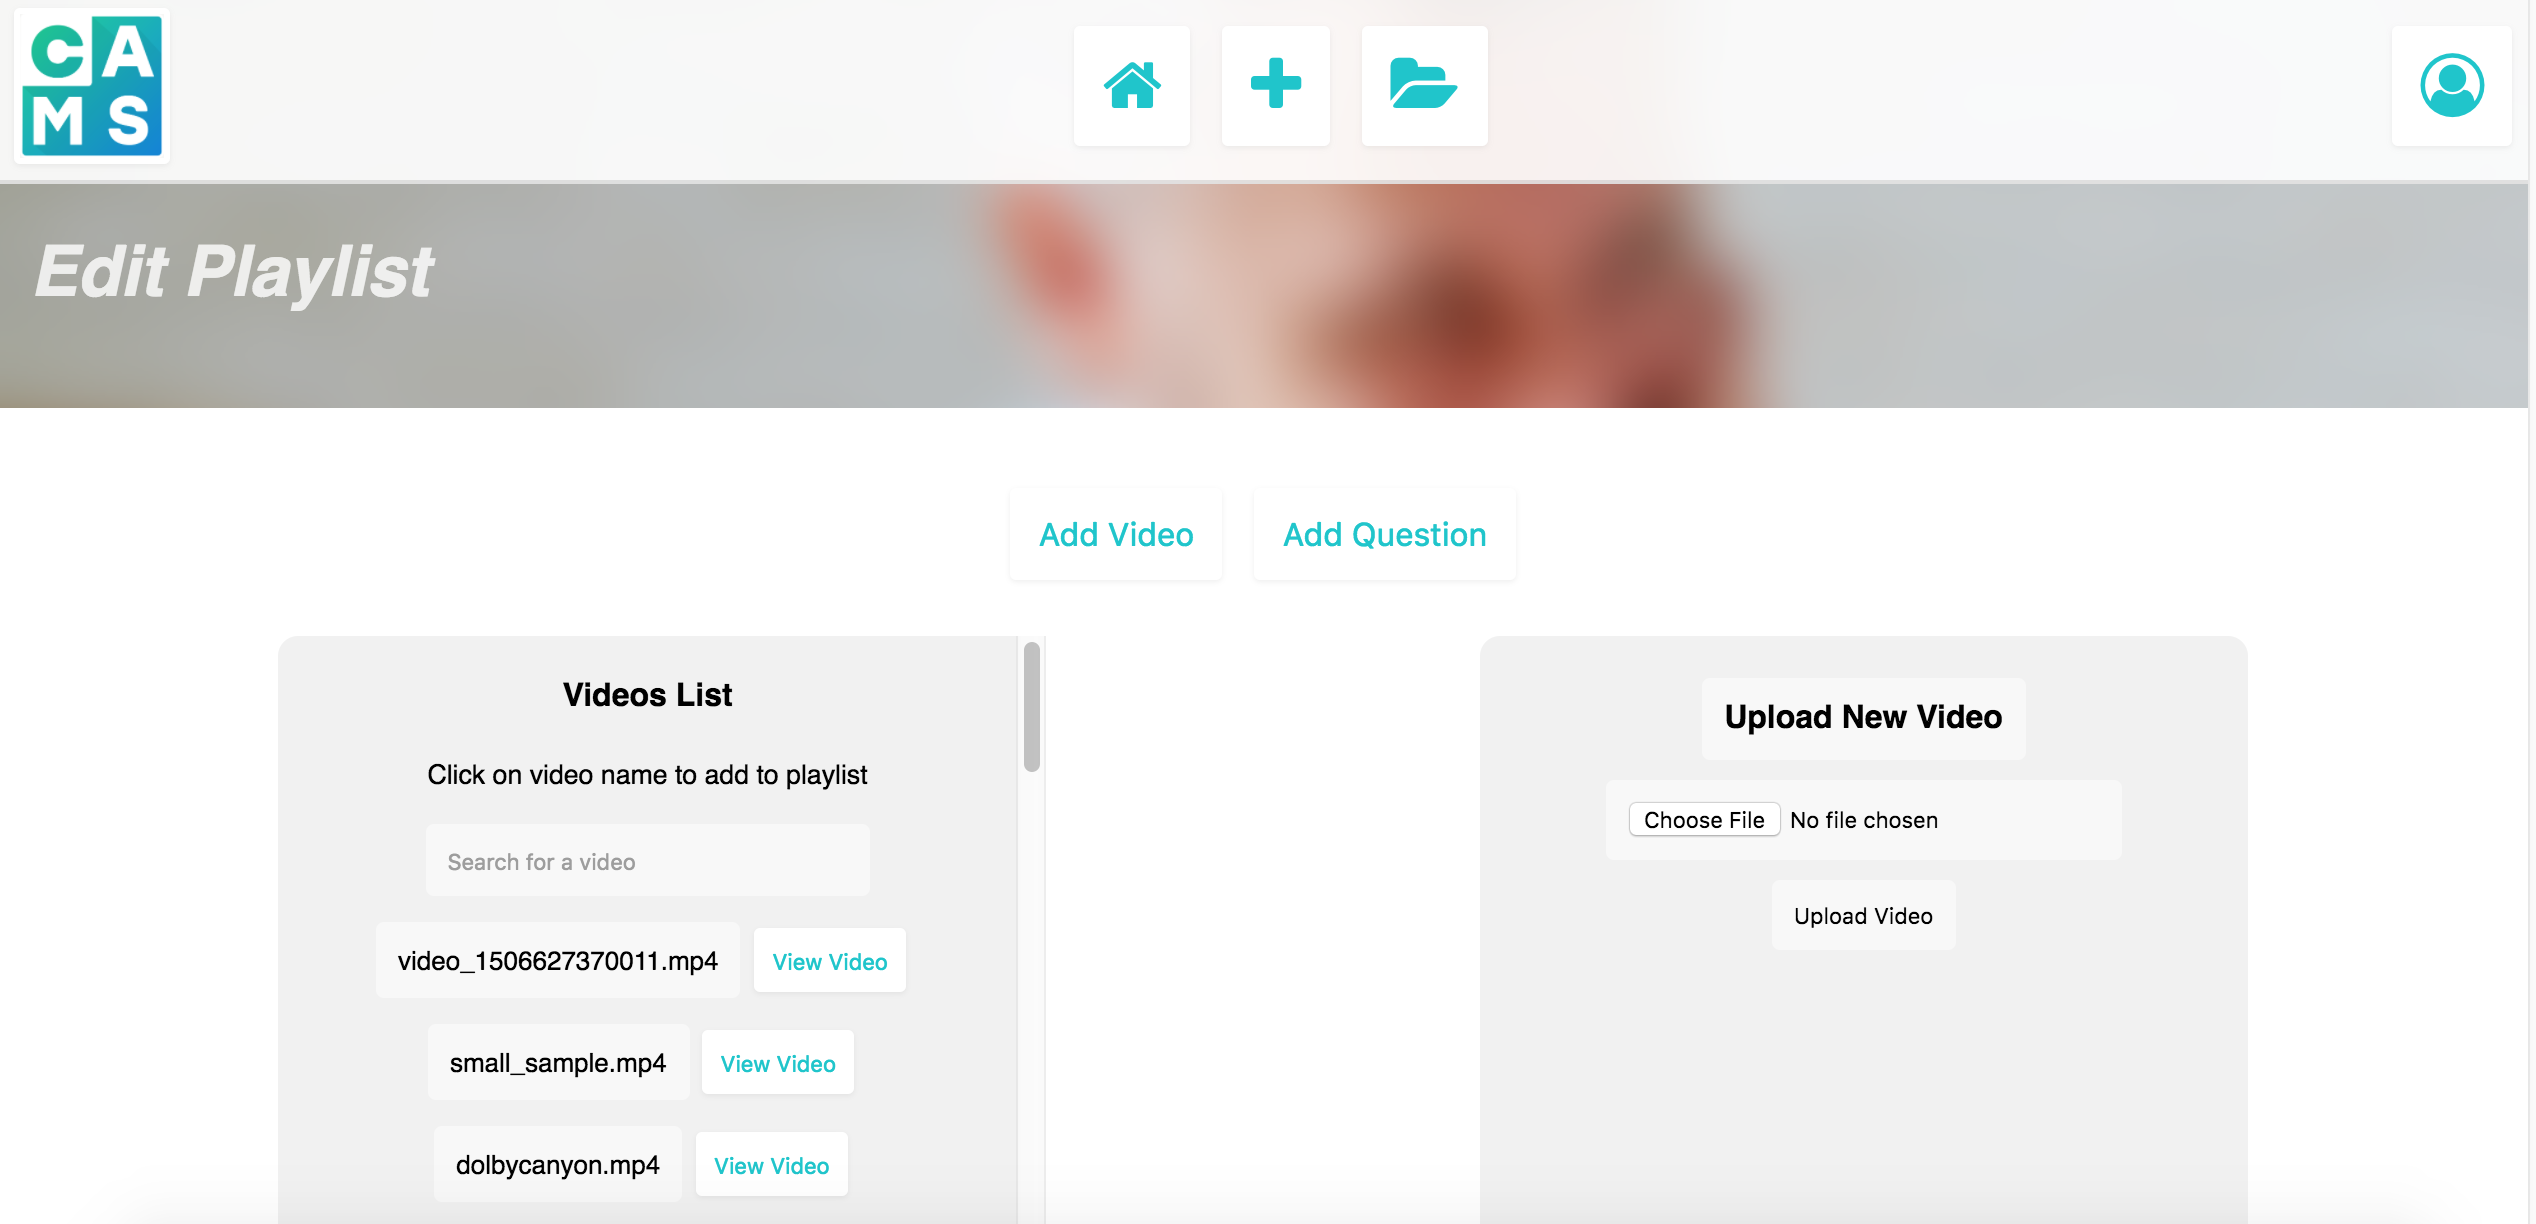 CA
MS
Edit Playlist
Add Video
Add Question
Videos List
Click on video name to add to playlist
Search for a video
video_1506627370011.mp4
View Video
small_sample.mp4
View Video
dolbycanyon.mp4
View Video
Upload New Video
Choose File No file chosen
Upload Video